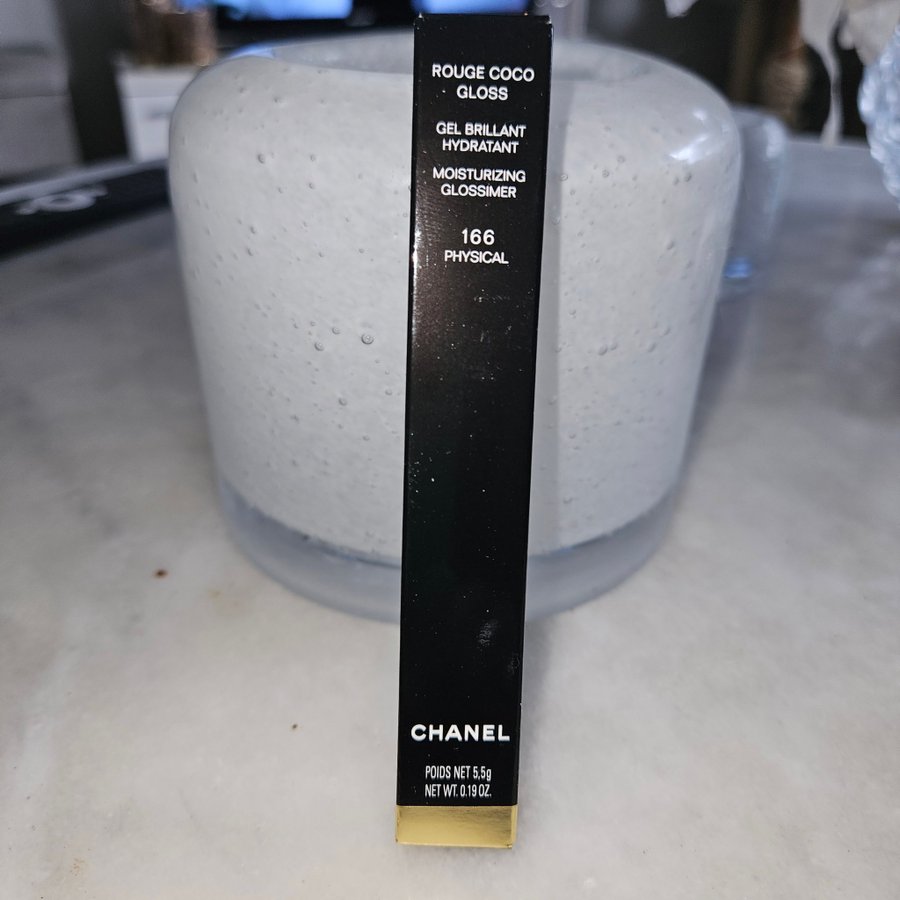 ROUGE COCO
GLOSS
GEL BRILLANT
HYDRATANT
MOISTURIZING
GLOSSIMER
166
PHYSICAL
CHANEL
POIDS NET 5,5g
NET WT. 0.19 OZ.